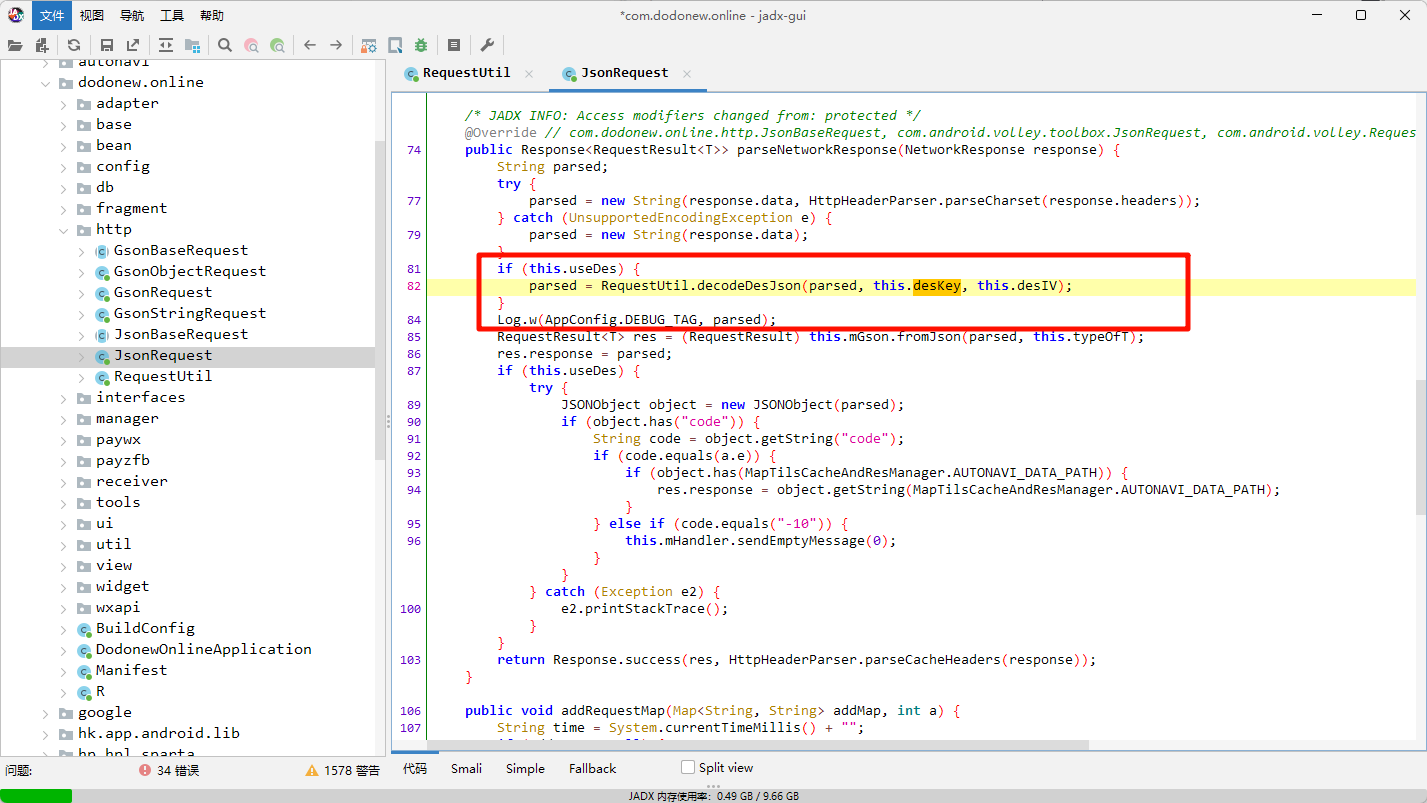 文件 视图 导航 工具 帮助
*com.dodonew.online - jadx-gui
autonavi
dodonew.online
adapter
base
bean
config
db
fragment
http
GsonBaseRequest
GsonObjectRequest
GsonRequest
GsonStringRequest
JsonBaseRequest
JsonRequest
RequestUtil
interfaces
manager
paywx
payzfb
receiver
tools
ui
util
view
widget
wxapi
BuildConfig
DodonewOnlineApplication
Manifest
R
google
hk.app.android.lib
hp.hpl.sparta
RequestUtil × JsonRequest ×
/* JADX INFO: Access modifiers changed from: protected */
@Override // com.dodonew.online.http.JsonBaseRequest, com.android.volley.toolbox.JsonRequest, com.android.volley.Reques
74 public Response<RequestResult<T>> parseNetworkResponse(NetworkResponse response) {
String parsed;
try {
77 parsed = new String(response.data, HttpHeaderParser.parseCharset(response.headers));
} catch (UnsupportedEncodingException e) {
79 parsed = new String(response.data);
}
81 if (this.useDes) {
82 parsed = RequestUtil.decodeDesJson(parsed, this.desKey, this.desIV);
}
84 Log.w(AppConfig.DEBUG_TAG, parsed);
85 RequestResult<T> res = (RequestResult) this.mGson.fromJson(parsed, this.typeOfT);
86 res.response = parsed;
87 if (this.useDes) {
try {
89 JSONObject object = new JSONObject(parsed);
90 if (object.has("code")) {
91 String code = object.getString("code");
92 if (code.equals(a.e)) {
93 if (object.has(MapTilsCacheAndResManager.AUTONAVI_DATA_PATH)) {
94 res.response = object.getString(MapTilsCacheAndResManager.AUTONAVI_DATA_PATH);
}
95 } else if (code.equals("-10")) {
96 this.mHandler.sendEmptyMessage(0);
}
}
} catch (Exception e2) {
100 e2.printStackTrace();
}
}
103 return Response.success(res, HttpHeaderParser.parseCacheHeaders(response));
}
106 public void addRequestMap(Map<String, String> addMap, int a) {
107 String time = System.currentTimeMillis() + "";
问题: 34 错误 1578 警告
代码 Smali Simple Fallback Split view
JADX 内存使用率: 0.49 GB / 9.66 GB